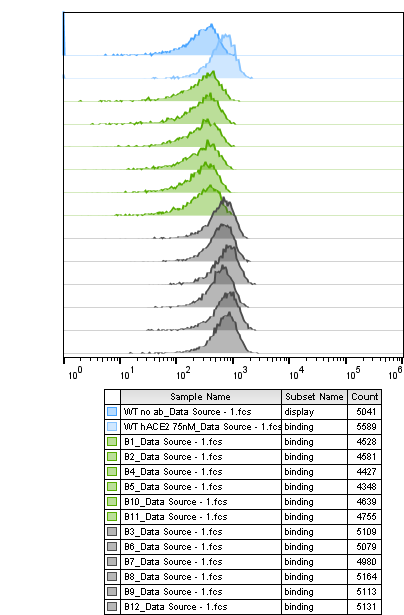 10^0 10^1 10^2 10^3 10^4 10^5 10^6
Sample Name Subset Name Count
WT no ab_Data Source - 1.fcs display 5041
WT hACE2 75nM_Data Source - 1.fcs binding 5589
B1_Data Source - 1.fcs binding 4528
B2_Data Source - 1.fcs binding 4581
B4_Data Source - 1.fcs binding 4427
B5_Data Source - 1.fcs binding 4348
B10_Data Source - 1.fcs binding 4639
B11_Data Source - 1.fcs binding 4755
B3_Data Source - 1.fcs binding 5109
B6_Data Source - 1.fcs binding 5079
B7_Data Source - 1.fcs binding 4980
B8_Data Source - 1.fcs binding 5164
B9_Data Source - 1.fcs binding 5113
B12_Data Source - 1.fcs binding 5131